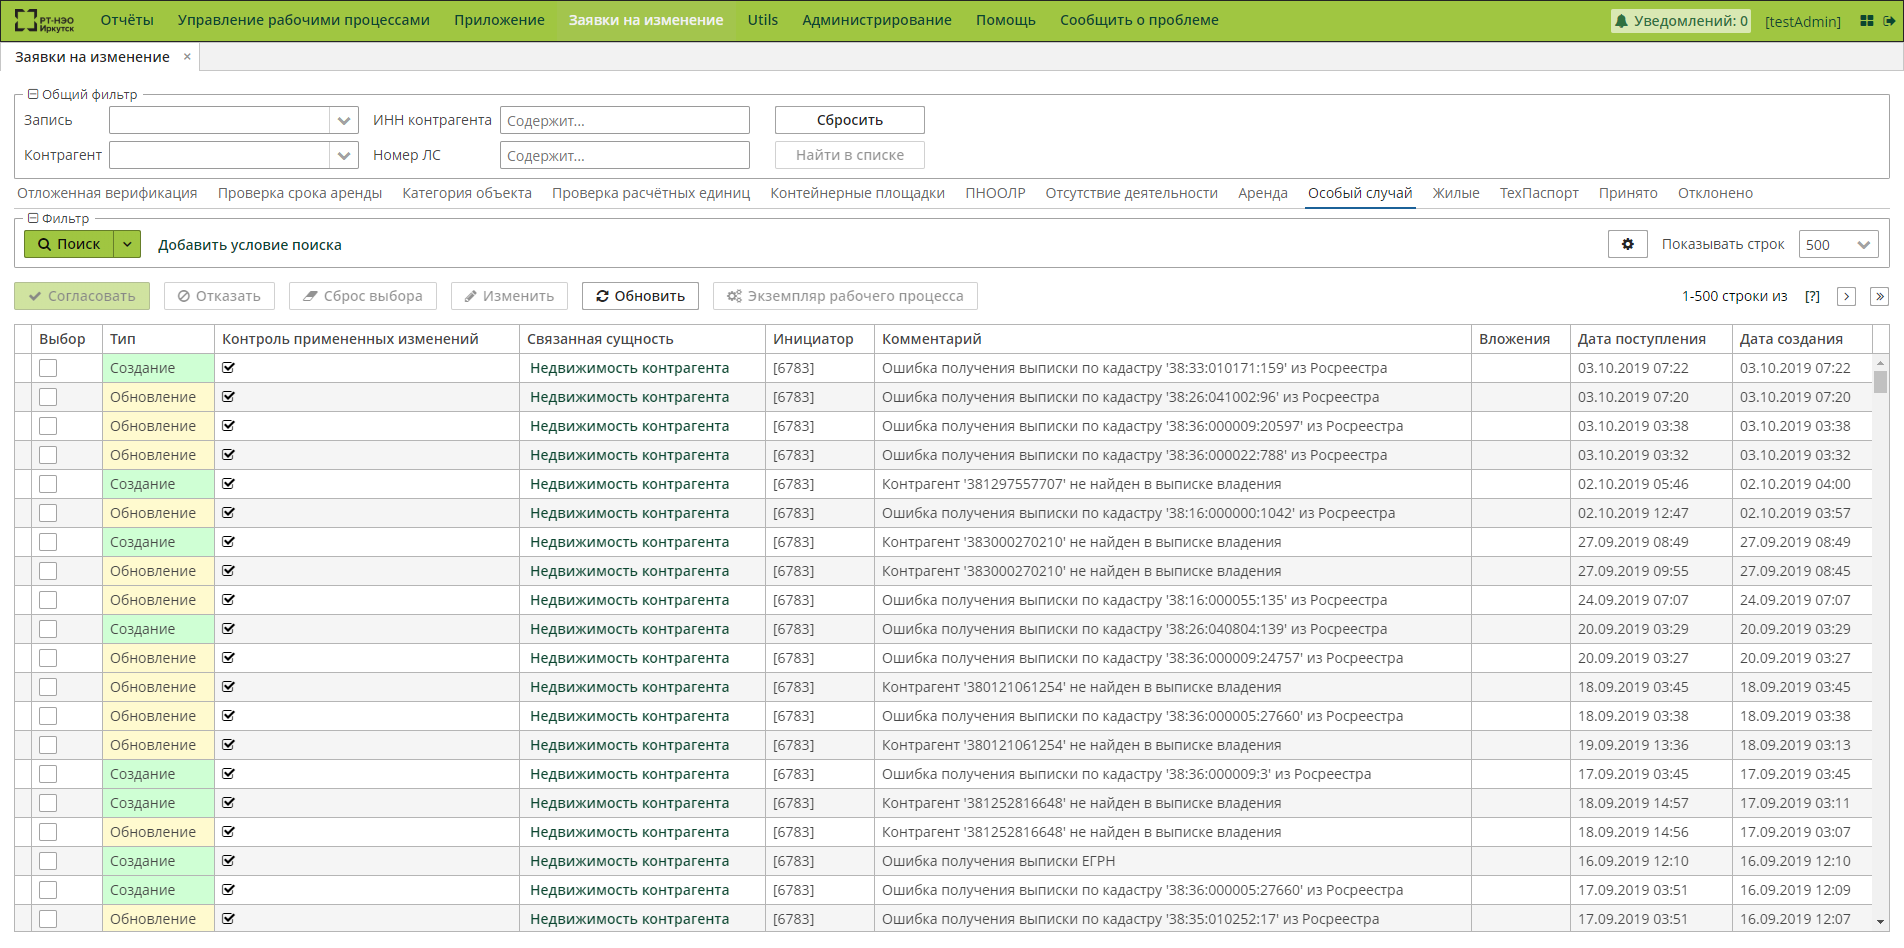 РТ-НЭО Иркутск
Отчёты Управление рабочими процессами Приложение Заявки на изменение Utils Администрирование Помощь Сообщить о проблеме Уведомлений: 0 [testAdmin]
Заявки на изменение ×
Общий фильтр
Запись ИНН контрагента Содержит... Сбросить
Контрагент Номер ЛС Содержит... Найти в списке
Отложенная верификация Проверка срока аренды Категория объекта Проверка расчётных единиц Контейнерные площадки ПНООЛР Отсутствие деятельности Аренда Особый случай Жилые ТехПаспорт Принято Отклонено
Фильтр
Поиск Добавить условие поиска Показывать строк 500
Согласовать Отказать Сброс выбора Изменить Обновить Экземпляр рабочего процесса 1-500 строки из [?]
Выбор Тип Контроль примененных изменений Связанная сущность Инициатор Комментарий Вложения Дата поступления Дата создания
Создание Недвижимость контрагента [6783] Ошибка получения выписки по кадастру '38:33:010171:159' из Росреестра 03.10.2019 07:22 03.10.2019 07:22
Обновление Недвижимость контрагента [6783] Ошибка получения выписки по кадастру '38:26:041002:96' из Росреестра 03.10.2019 07:20 03.10.2019 07:20
Обновление Недвижимость контрагента [6783] Ошибка получения выписки по кадастру '38:36:000009:20597' из Росреестра 03.10.2019 03:38 03.10.2019 03:38
Обновление Недвижимость контрагента [6783] Ошибка получения выписки по кадастру '38:36:000022:788' из Росреестра 03.10.2019 03:32 03.10.2019 03:32
Создание Недвижимость контрагента [6783] Контрагент '381297557707' не найден в выписке владения 02.10.2019 05:46 02.10.2019 04:00
Обновление Недвижимость контрагента [6783] Ошибка получения выписки по кадастру '38:16:000000:1042' из Росреестра 02.10.2019 12:47 02.10.2019 03:57
Создание Недвижимость контрагента [6783] Контрагент '383000270210' не найден в выписке владения 27.09.2019 08:49 27.09.2019 08:49
Обновление Недвижимость контрагента [6783] Контрагент '383000270210' не найден в выписке владения 27.09.2019 09:55 27.09.2019 08:45
Обновление Недвижимость контрагента [6783] Ошибка получения выписки по кадастру '38:16:000055:135' из Росреестра 24.09.2019 07:07 24.09.2019 07:07
Создание Недвижимость контрагента [6783] Ошибка получения выписки по кадастру '38:26:040804:139' из Росреестра 20.09.2019 03:29 20.09.2019 03:29
Обновление Недвижимость контрагента [6783] Ошибка получения выписки по кадастру '38:36:000009:24757' из Росреестра 20.09.2019 03:27 20.09.2019 03:27
Обновление Недвижимость контрагента [6783] Контрагент '380121061254' не найден в выписке владения 18.09.2019 03:45 18.09.2019 03:45
Обновление Недвижимость контрагента [6783] Ошибка получения выписки по кадастру '38:36:000005:27660' из Росреестра 18.09.2019 03:38 18.09.2019 03:38
Обновление Недвижимость контрагента [6783] Контрагент '380121061254' не найден в выписке владения 19.09.2019 13:36 18.09.2019 03:13
Создание Недвижимость контрагента [6783] Ошибка получения выписки по кадастру '38:36:000009:3' из Росреестра 17.09.2019 03:45 17.09.2019 03:45
Создание Недвижимость контрагента [6783] Контрагент '381252816648' не найден в выписке владения 18.09.2019 14:57 17.09.2019 03:11
Обновление Недвижимость контрагента [6783] Контрагент '381252816648' не найден в выписке владения 18.09.2019 14:56 17.09.2019 03:07
Создание Недвижимость контрагента [6783] Ошибка получения выписки ЕГРН 16.09.2019 12:10 16.09.2019 12:10
Создание Недвижимость контрагента [6783] Ошибка получения выписки по кадастру '38:36:000005:27660' из Росреестра 17.09.2019 03:51 16.09.2019 12:09
Обновление Недвижимость контрагента [6783] Ошибка получения выписки по кадастру '38:35:010252:17' из Росреестра 17.09.2019 03:51 16.09.2019 12:07